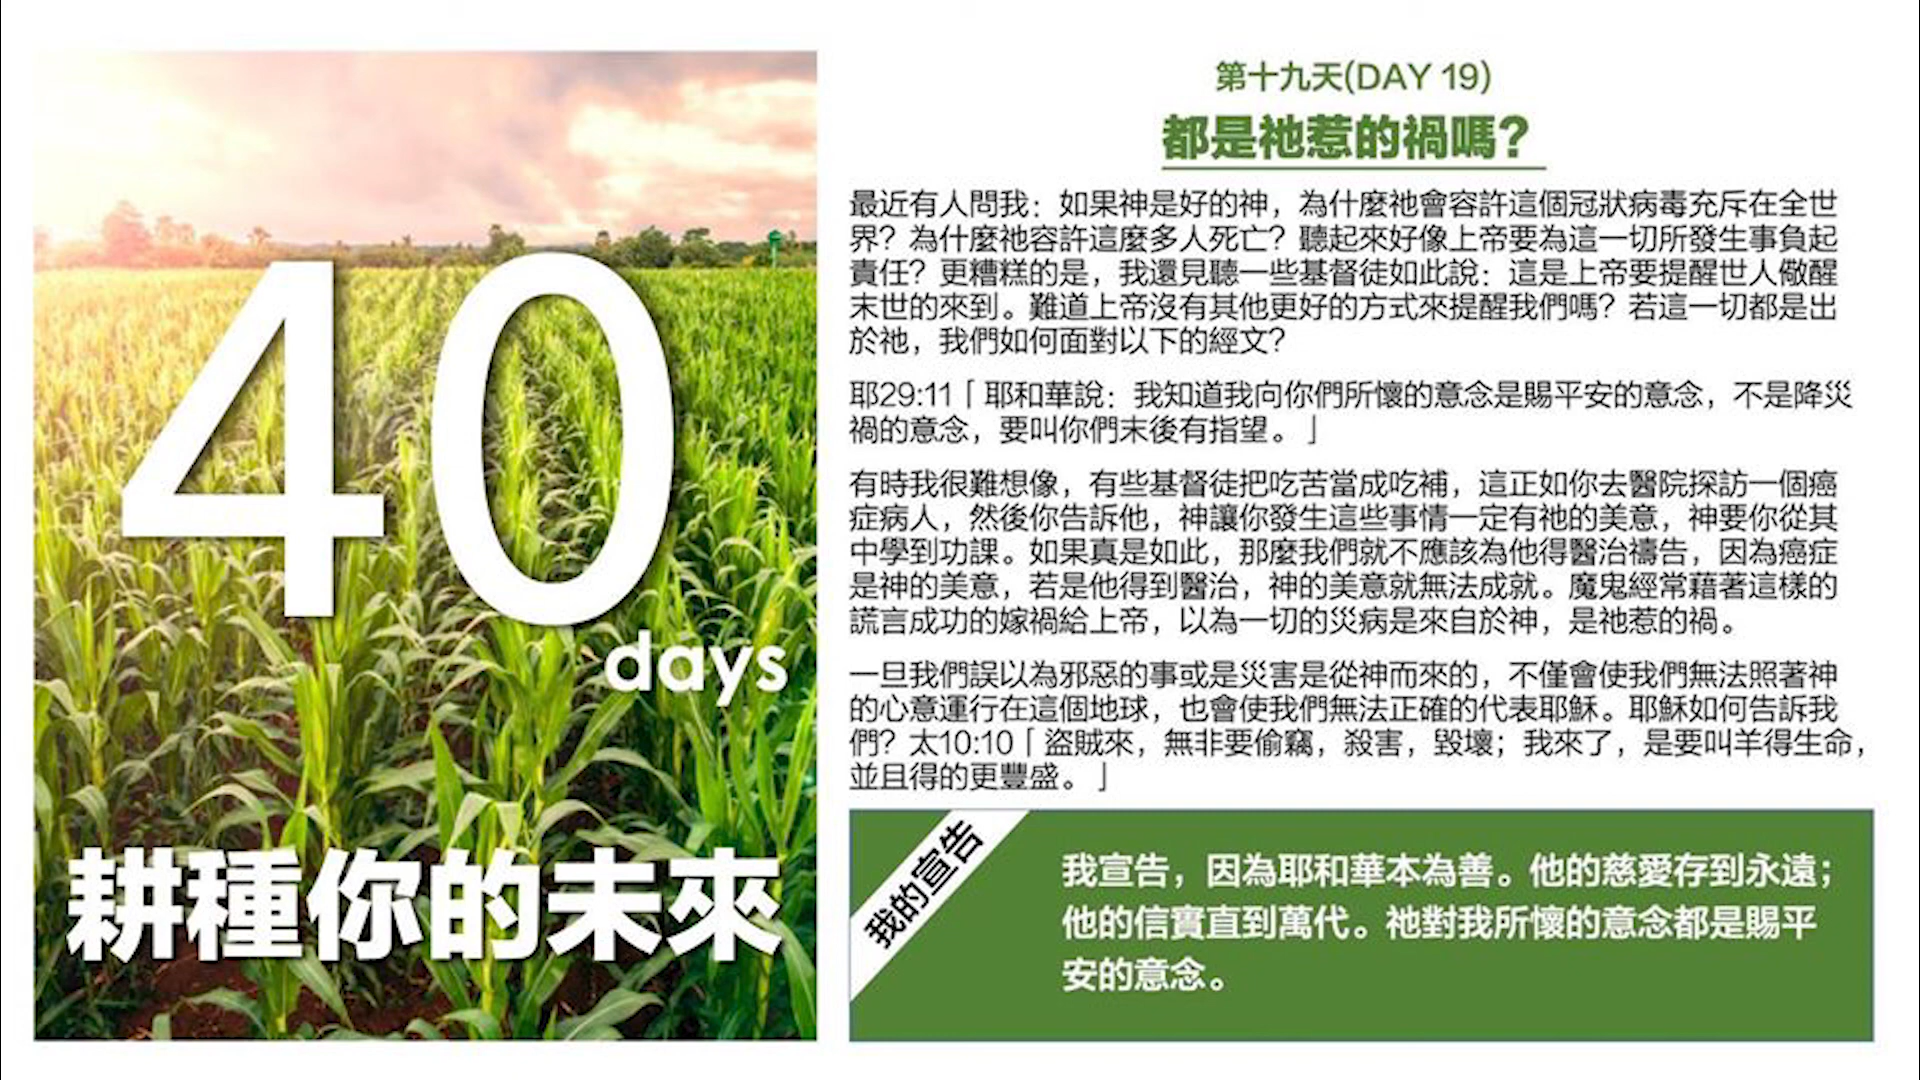 40
days
耕種你的未來
第十九天(DAY 19)
都是祂惹的禍嗎？
最近有人問我：如果神是好的神，為什麼祂會容許這個冠狀病毒充斥在全世
界？為什麼祂容許這麼多人死亡？聽起來好像上帝要為這一切所發生事負起
責任？更糟糕的是，我還見聽一些基督徒如此說：這是上帝要提醒世人儆醒
末世的來到。難道上帝沒有其他更好的方式來提醒我們嗎？若這一切都是出
於祂，我們如何面對以下的經文？
耶29:11「耶和華說：我知道我向你們所懷的意念是賜平安的意念，不是降災
禍的意念，要叫你們末後有指望。」
有時我很難想像，有些基督徒把吃苦當成吃補，這正如你去醫院探訪一個癌
症病人，然後你告訴他，神讓你發生這些事情一定有祂的美意，神要你從其
中學到功課。如果真是如此，那麼我們就不應該為他得醫治禱告，因為癌症
是神的美意，若是他得到醫治，神的美意就無法成就。魔鬼經常藉著這樣的
謊言成功的嫁禍給上帝，以為一切的災病是來自於神，是祂惹的禍。
一旦我們誤以為邪惡的事或是災害是從神而來的，不僅會使我們無法照著神
的心意運行在這個地球，也會使我們無法正確的代表耶穌。耶穌如何告訴我
們？太10:10「盜賊來，無非要偷竊，殺害，毀壞；我來了，是要叫羊得生命，
並且得的更豐盛。」
我的宣告
我宣告，因為耶和華本為善。他的慈愛存到永遠；
他的信實直到萬代。祂對我所懷的意念都是賜平
安的意念。